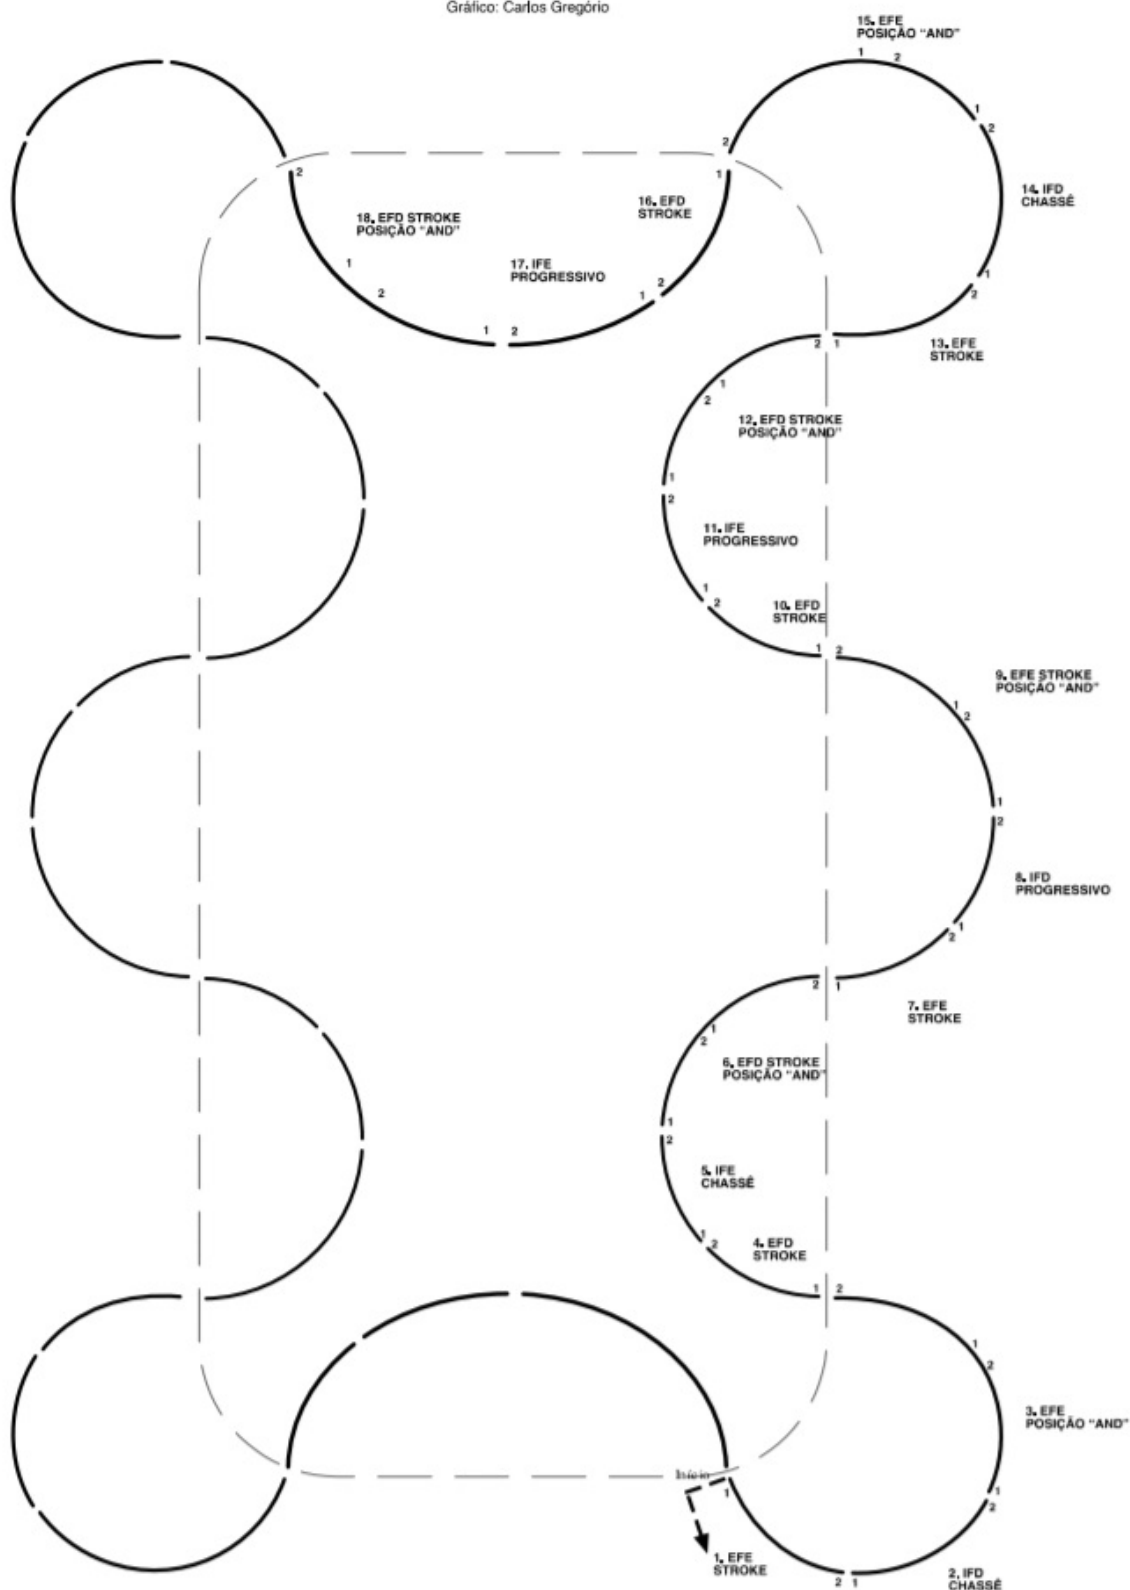 Gráfico: Carlos Gregório
15. EFE
POSIÇÃO "AND"
1 2
1
2
2
1
2
14. IFD
CHASSÊ
16. EFD
STROKE
18. EFD STROKE
POSIÇÃO "AND"
17. IFE
PROGRESSIVO
1
2
1
2
1 2
1
2
2 1
13. EFE
STROKE
1
2
12. EFD STROKE
POSIÇÃO "AND"
1
2
11. IFE
PROGRESSIVO
1
2
10. EFD
STROKE
1 2
9. EFE STROKE
POSIÇÃO "AND"
1
2
1
2
8. IFD
PROGRESSIVO
1
2
2 1
7. EFE
STROKE
1
2
6. EFD STROKE
POSIÇÃO "AND"
1
2
5. IFE
CHASSÊ
1
2
4. EFD
STROKE
1 2
1
2
3. EFE
POSIÇÃO "AND"
Início
1
1
2
1. EFE
STROKE
2. IFD
CHASSÊ
2 1